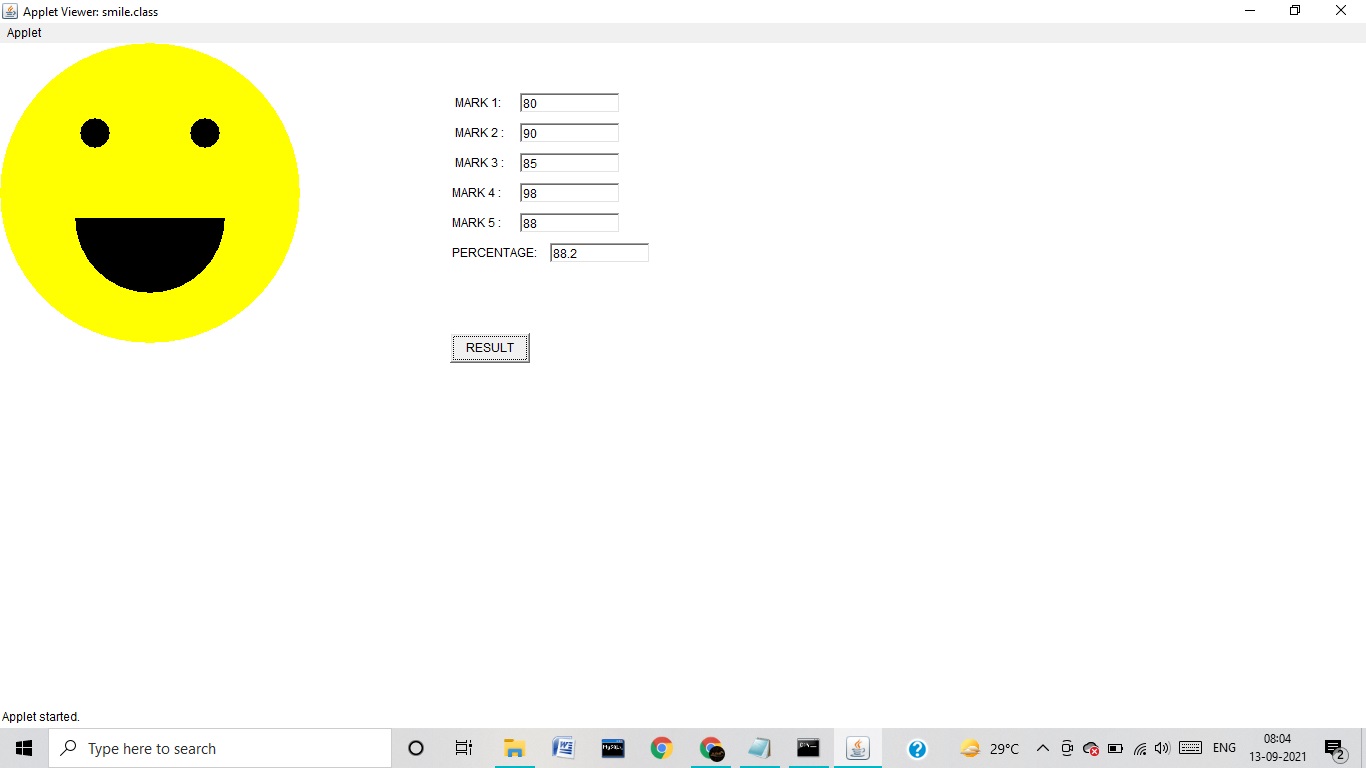 Applet Viewer: smile.class
Applet
MARK 1: 80
MARK 2 : 90
MARK 3 : 85
MARK 4 : 98
MARK 5 : 88
PERCENTAGE: 88.2
RESULT
Applet started.
Type here to search
29°C
ENG
08:04
13-09-2021
2